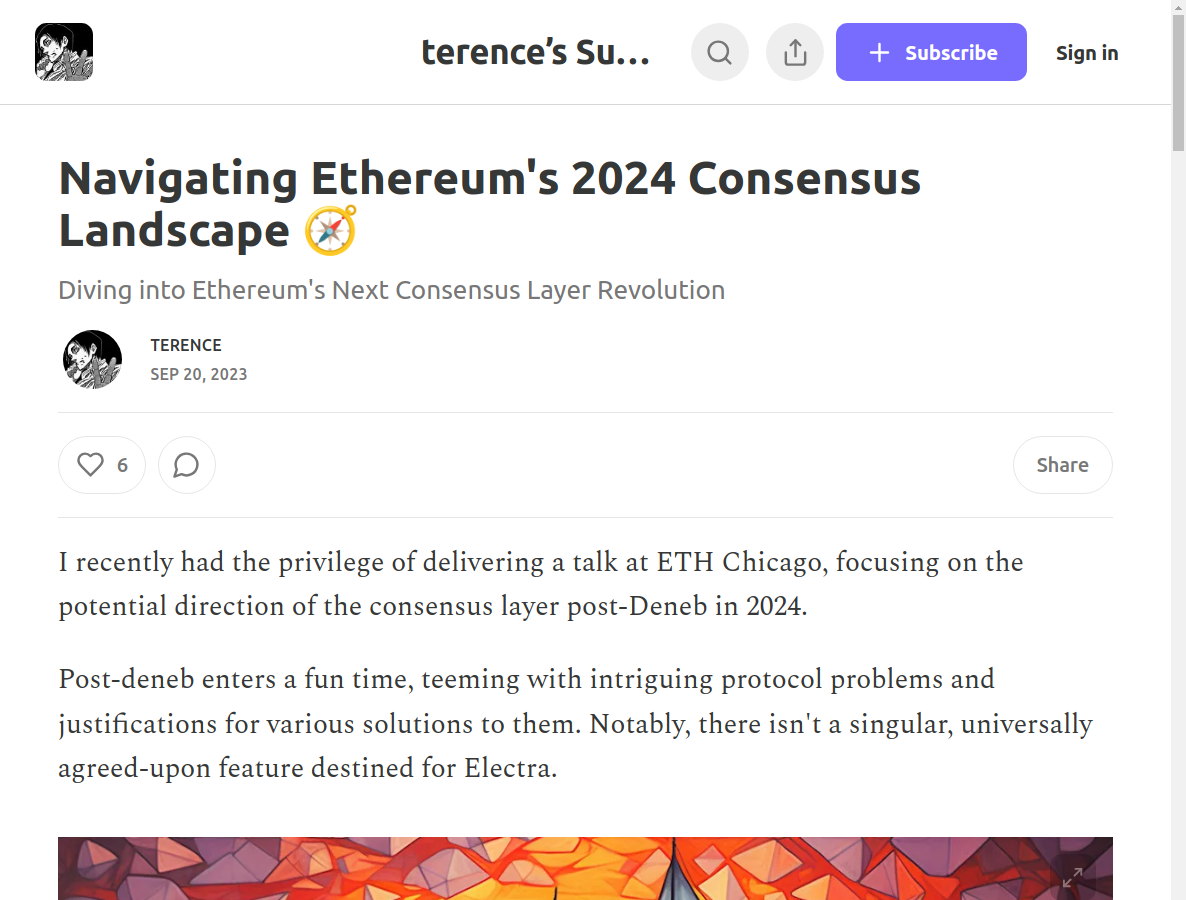 terence’s Su...
Subscribe
Sign in
Navigating Ethereum's 2024 Consensus
Landscape 🧭
Diving into Ethereum's Next Consensus Layer Revolution
TERENCE
SEP 20, 2023
6
Share
I recently had the privilege of delivering a talk at ETH Chicago, focusing on the
potential direction of the consensus layer post-Deneb in 2024.
Post-deneb enters a fun time, teeming with intriguing protocol problems and
justifications for various solutions to them. Notably, there isn't a singular, universally
agreed-upon feature destined for Electra.